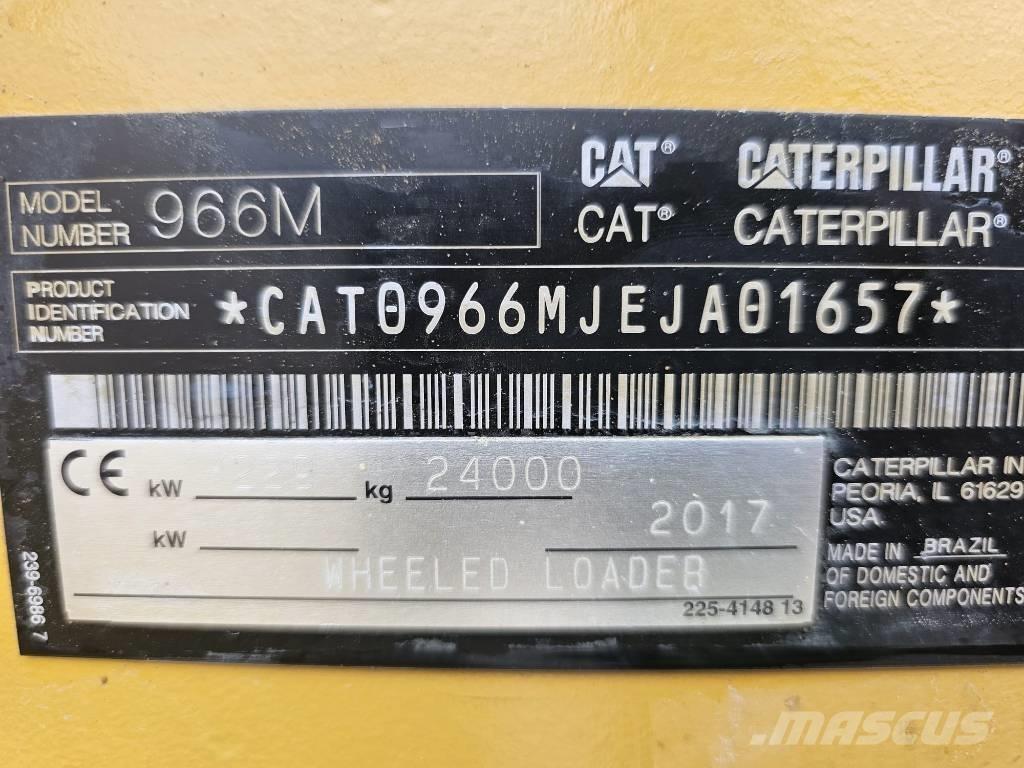 CAT® CATERPILLAR®
MODEL NUMBER 966M CAT® CATERPILLAR®
PRODUCT IDENTIFICATION NUMBER *CAT0966MJEJA01657*
CE kW kg 24000
kW 2017
WHEELED LOADER
225-4148 13
239-6986 7
CATERPILLAR IN
PEORIA, IL 61629
USA
MADE IN BRAZIL
OF DOMESTIC AND
FOREIGN COMPONENTS
MASCUS